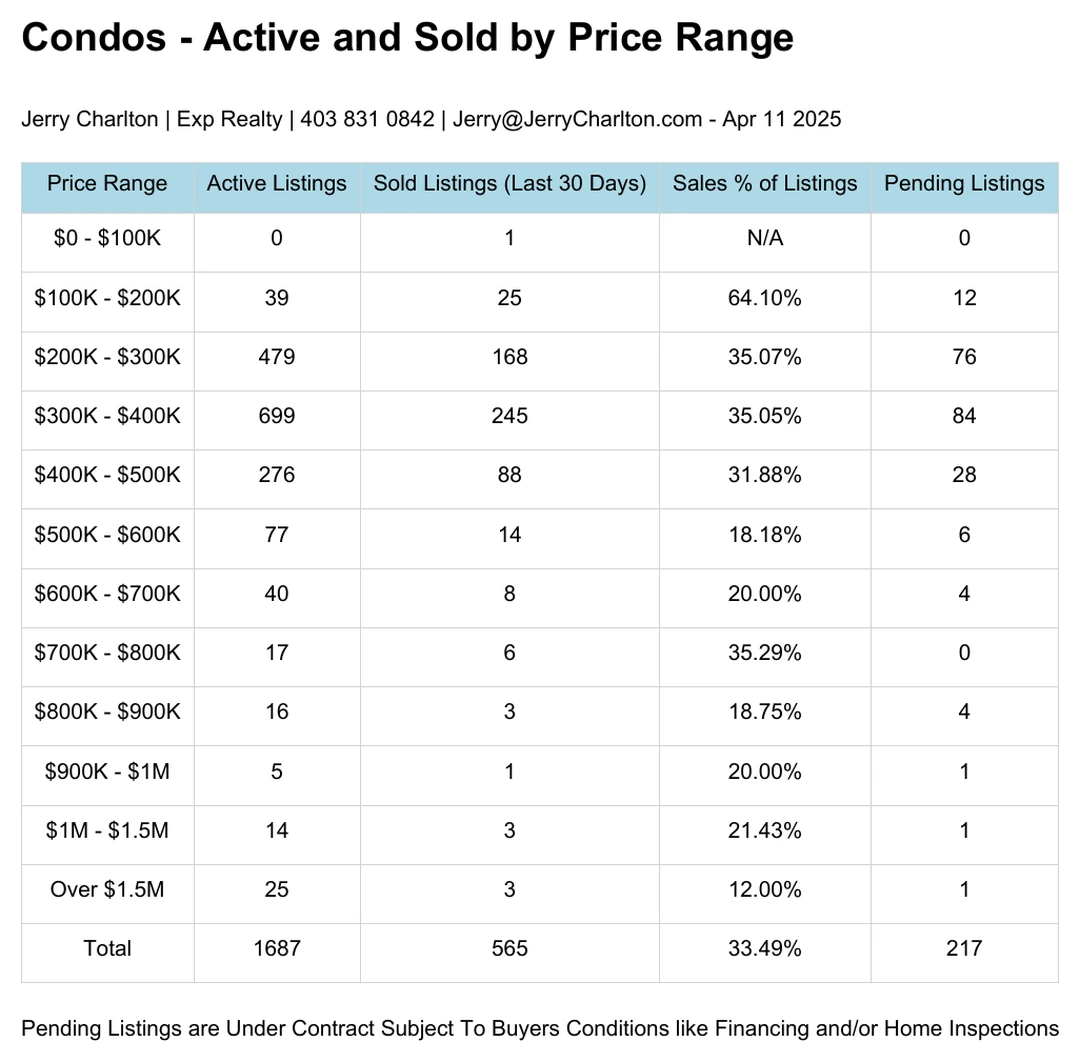 Condos - Active and Sold by Price Range
Jerry Charlton | Exp Realty | 403 831 0842 | Jerry@JerryCharlton.com - Apr 11 2025
Price Range Active Listings Sold Listings (Last 30 Days) Sales % of Listings Pending Listings
$0 - $100K 0 1 N/A 0
$100K - $200K 39 25 64.10% 12
$200K - $300K 479 168 35.07% 76
$300K - $400K 699 245 35.05% 84
$400K - $500K 276 88 31.88% 28
$500K - $600K 77 14 18.18% 6
$600K - $700K 40 8 20.00% 4
$700K - $800K 17 6 35.29% 0
$800K - $900K 16 3 18.75% 4
$900K - $1M 5 1 20.00% 1
$1M - $1.5M 14 3 21.43% 1
Over $1.5M 25 3 12.00% 1
Total 1687 565 33.49% 217
Pending Listings are Under Contract Subject To Buyers Conditions like Financing and/or Home Inspections